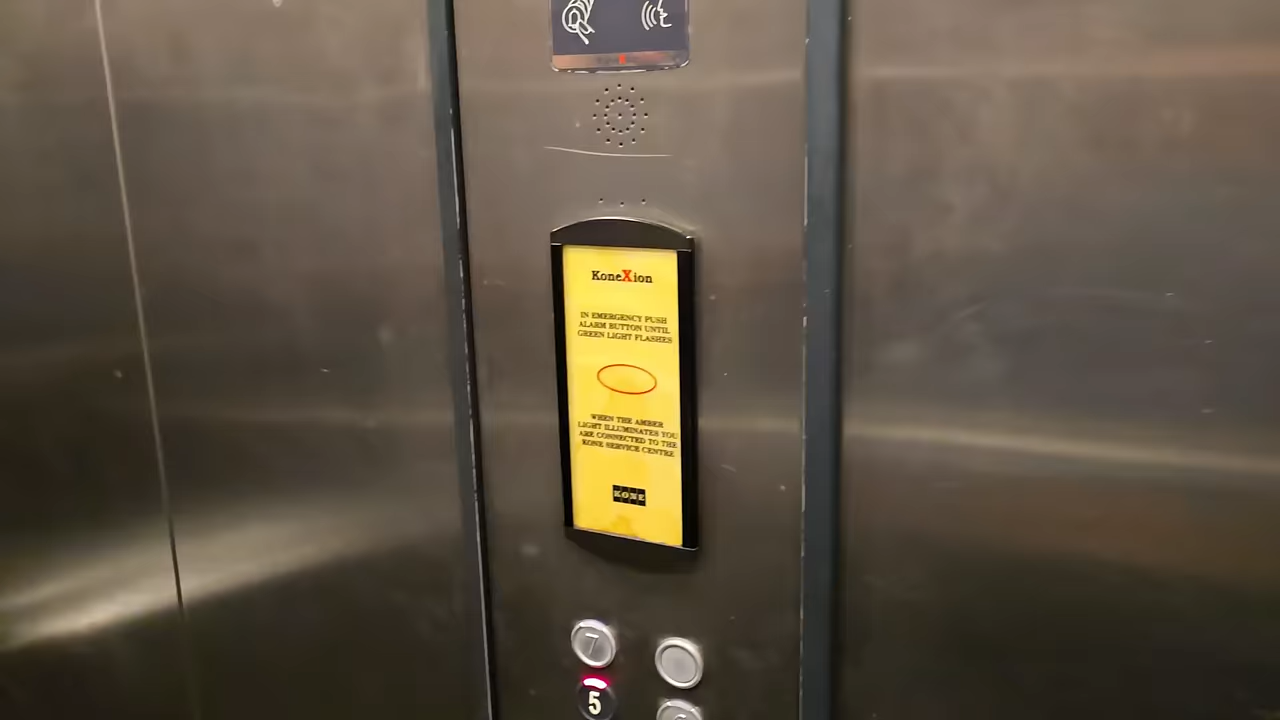 KoneXion
IN EMERGENCY PUSH
ALARM BUTTON UNTIL
GREEN LIGHT FLASHES
WHEN THE AMBER
LIGHT ILLUMINATES YOU
ARE CONNECTED TO THE
KONE SERVICE CENTRE
KONE
7
5